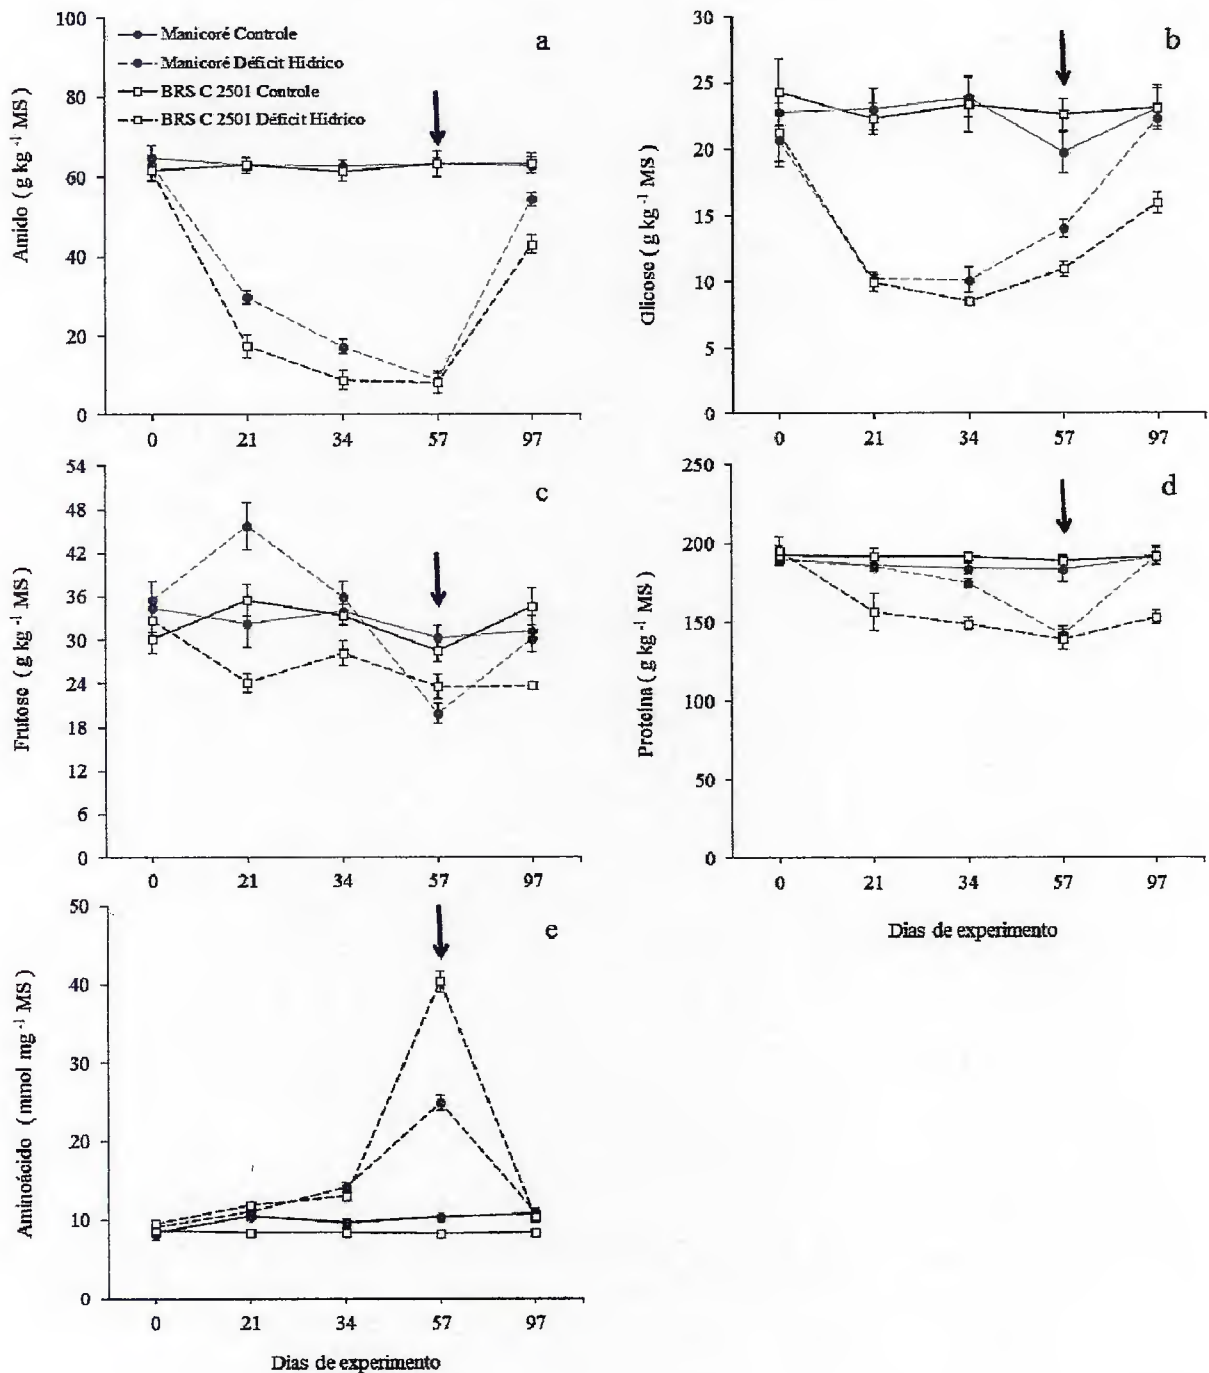 a
Manicoré Controle
Manicoré Déficit Hídrico
BRS C 2501 Controle
BRS C 2501 Déficit Hídrico
Amido ( g kg -1 MS )
100
80
60
40
20
0
0 21 34 57 97
b
Glicose ( g kg -1 MS )
30
25
20
15
10
5
0
0 21 34 57 97
c
Frutose ( g kg -1 MS )
54
48
42
36
30
24
18
12
6
0
0 21 34 57 97
d
Proteína ( g kg -1 MS )
250
200
150
100
50
0
0 21 34 57 97
Dias de experimento
e
Aminoácido ( mmol mg -1 MS )
50
40
30
20
10
0
0 21 34 57 97
Dias de experimento